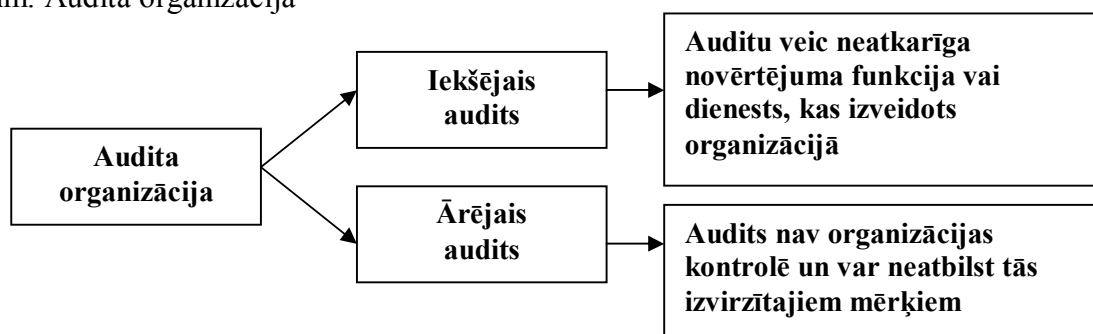 Audita organizācija
Audita
organizācija
Iekšējais
audits
Auditu veic neatkarīga
novērtējuma funkcija vai
dienests, kas izveidots
organizācijā
Ārējais
audits
Audits nav organizācijas
kontrolē un var neatbilst tās
izvirzītajiem mērķiem